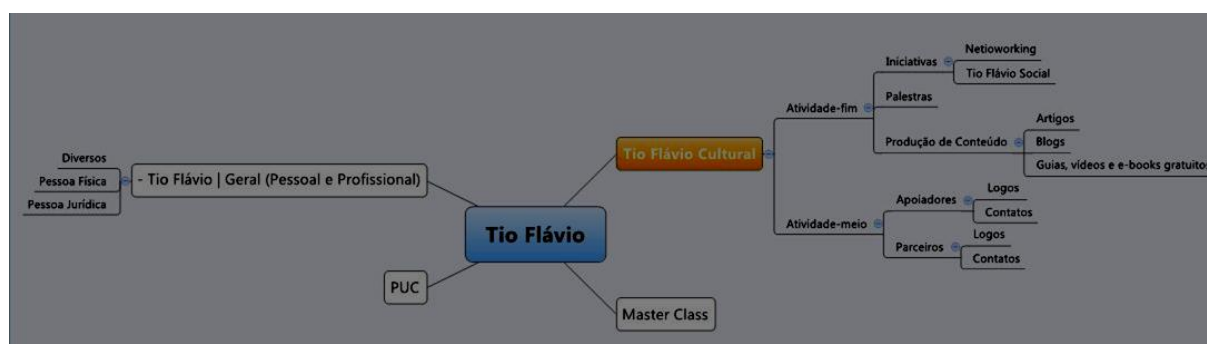 Tio Flávio
Tio Flávio Cultural
Atividade-fim
Iniciativas
Netioworking
Tio Flávio Social
Palestras
Produção de Conteúdo
Artigos
Blogs
Guias, vídeos e e-books gratuitos
Atividade-meio
Apoiadores
Logos
Contatos
Parceiros
Logos
Contatos
Master Class
PUC
- Tio Flávio | Geral (Pessoal e Profissional)
Diversos
Pessoa Física
Pessoa Jurídica